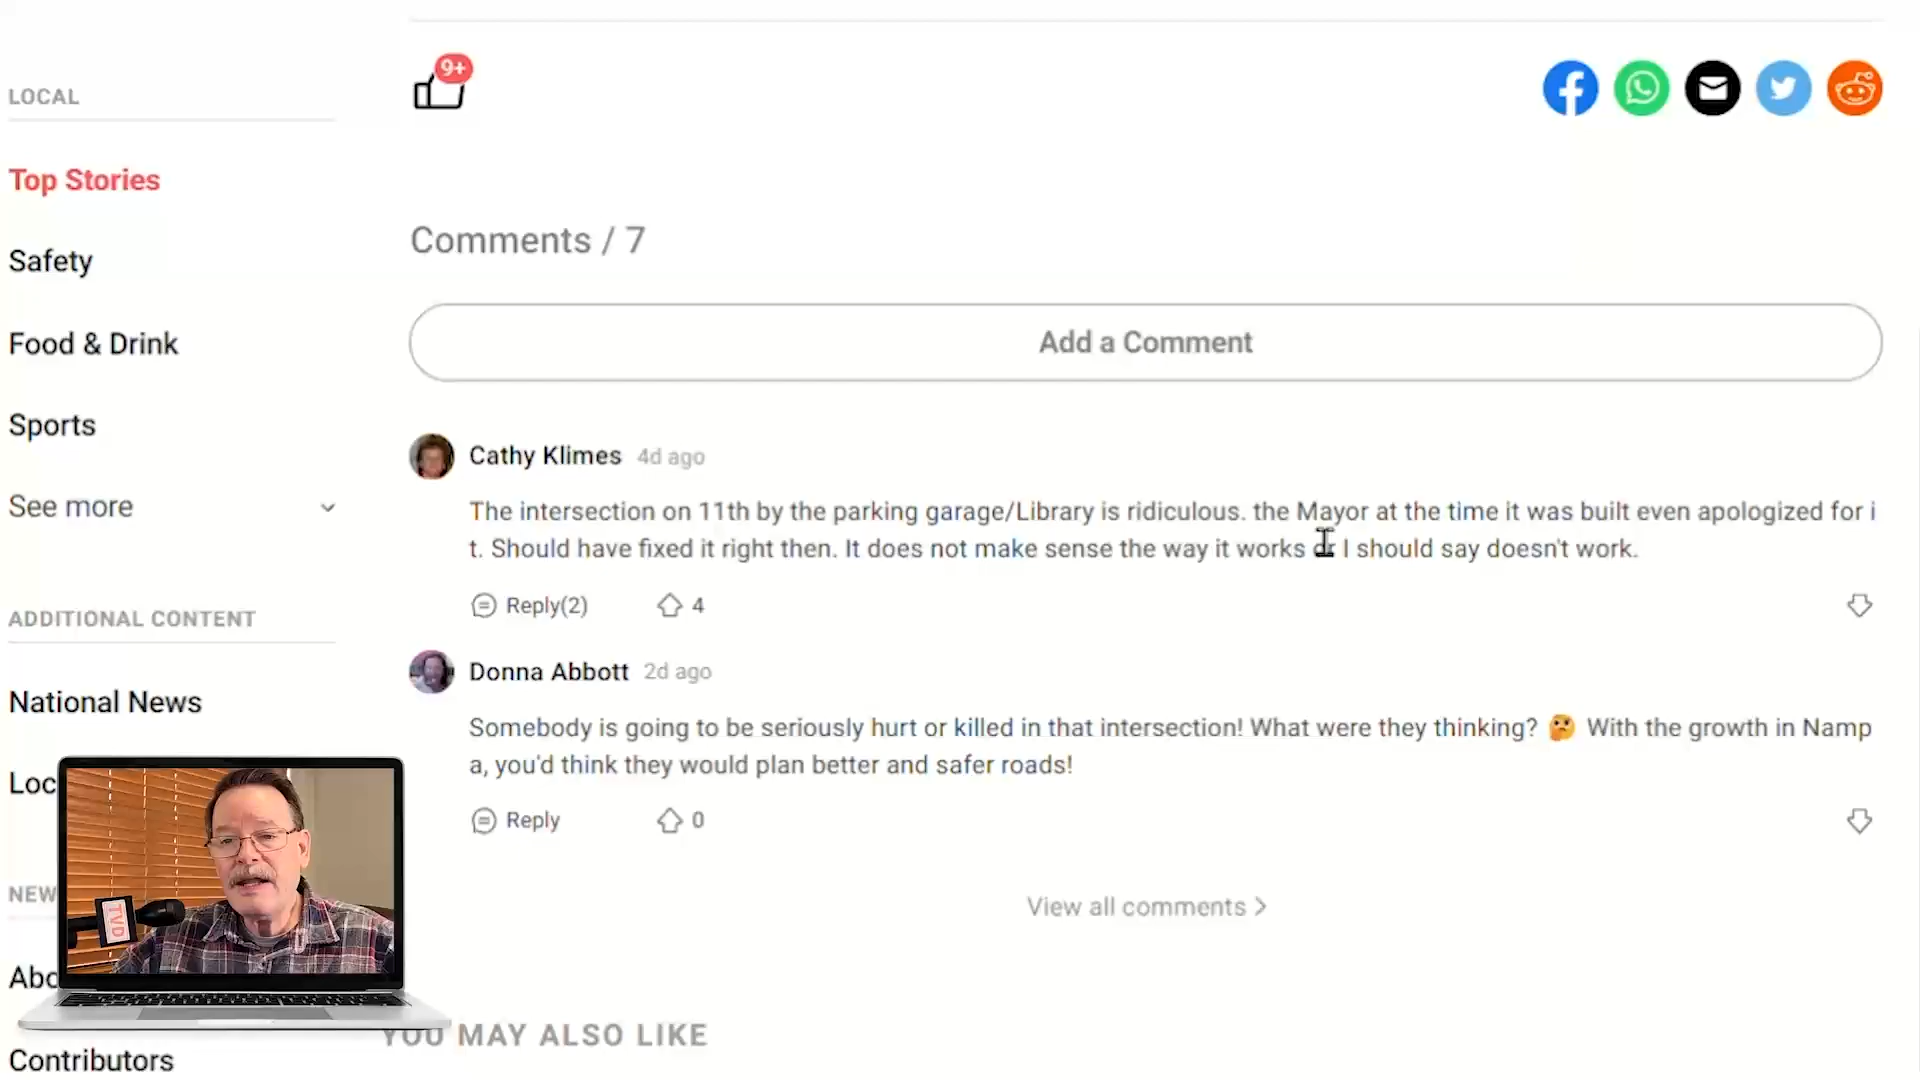 9+
LOCAL
Top Stories
Safety
Food & Drink
Sports
See more
ADDITIONAL CONTENT
National News
Loc
NEW
Abo
Contributors
Comments / 7
Add a Comment
Cathy Klimes 4d ago
The intersection on 11th by the parking garage/Library is ridiculous. the Mayor at the time it was built even apologized for i
t. Should have fixed it right then. It does not make sense the way it works or I should say doesn't work.
Reply(2) 4
Donna Abbott 2d ago
Somebody is going to be seriously hurt or killed in that intersection! What were they thinking? 🤔 With the growth in Namp
a, you'd think they would plan better and safer roads!
Reply 0
View all comments >
YOU MAY ALSO LIKE
TVD